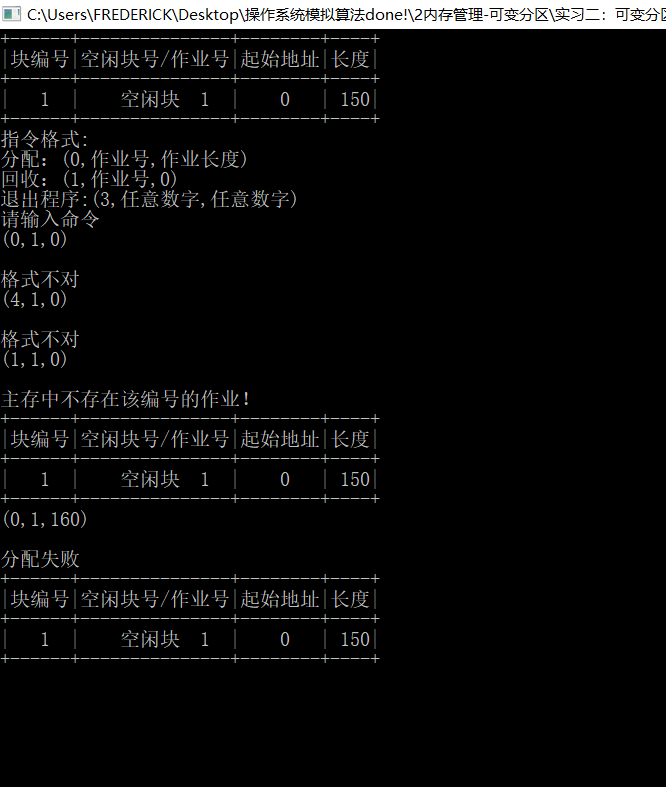 C:\Users\FREDERICK\Desktop\操作系统模拟算法done!\2内存管理-可变分区\实习二：可变分区
+------+---------------+--------+----+
|块编号|空闲块号/作业号|起始地址|长度|
+------+---------------+--------+----+
|   1  |    空闲块  1  |    0   | 150|
+------+---------------+--------+----+
指令格式:
分配：(0,作业号,作业长度)
回收：(1,作业号,0)
退出程序:(3,任意数字,任意数字)
请输入命令
(0,1,0)
格式不对
(4,1,0)
格式不对
(1,1,0)
主存中不存在该编号的作业！
+------+---------------+--------+----+
|块编号|空闲块号/作业号|起始地址|长度|
+------+---------------+--------+----+
|   1  |    空闲块  1  |    0   | 150|
+------+---------------+--------+----+
(0,1,160)
分配失败
+------+---------------+--------+----+
|块编号|空闲块号/作业号|起始地址|长度|
+------+---------------+--------+----+
|   1  |    空闲块  1  |    0   | 150|
+------+---------------+--------+----+